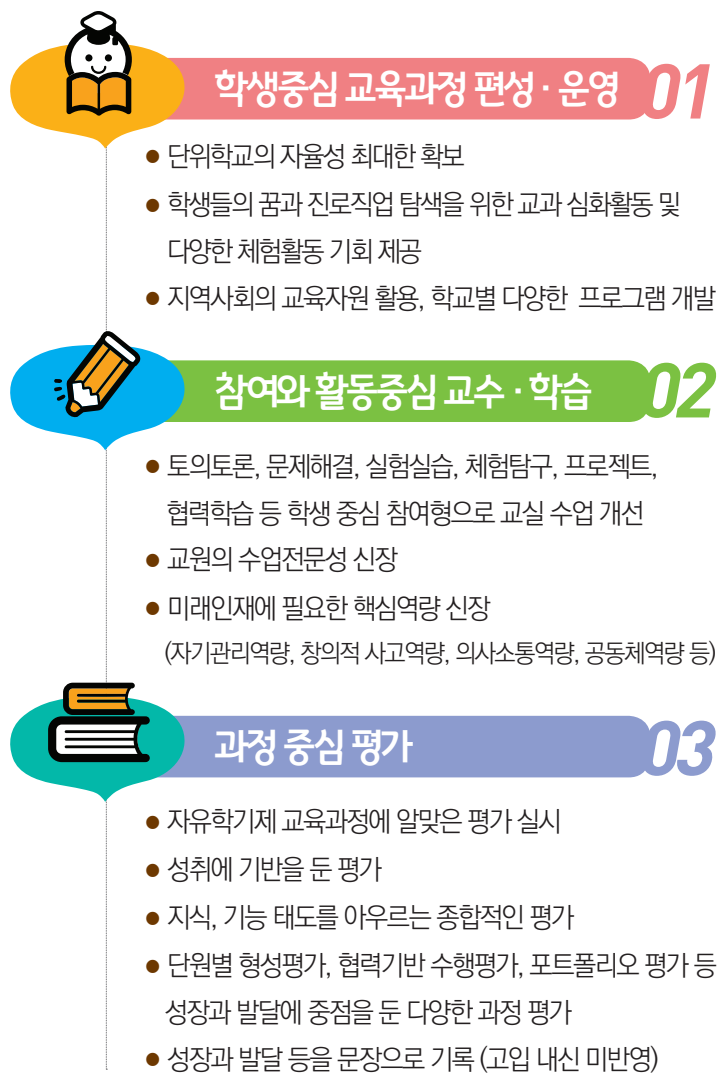 학생중심 교육과정 편성 · 운영 01
● 단위학교의 자율성 최대한 확보
● 학생들의 꿈과 진로직업 탐색을 위한 교과 심화활동 및
다양한 체험활동 기회 제공
● 지역사회의 교육자원 활용, 학교별 다양한 프로그램 개발
참여와 활동중심 교수 · 학습 02
● 토의토론, 문제해결, 실험실습, 체험탐구, 프로젝트,
협력학습 등 학생 중심 참여형으로 교실 수업 개선
● 교원의 수업전문성 신장
● 미래인재에 필요한 핵심역량 신장
(자기관리역량, 창의적 사고역량, 의사소통역량, 공동체역량 등)
과정 중심 평가 03
● 자유학기제 교육과정에 알맞은 평가 실시
● 성취에 기반을 둔 평가
● 지식, 기능 태도를 아우르는 종합적인 평가
● 단원별 형성평가, 협력기반 수행평가, 포트폴리오 평가 등
성장과 발달에 중점을 둔 다양한 과정 평가
● 성장과 발달 등을 문장으로 기록 (고입 내신 미반영)